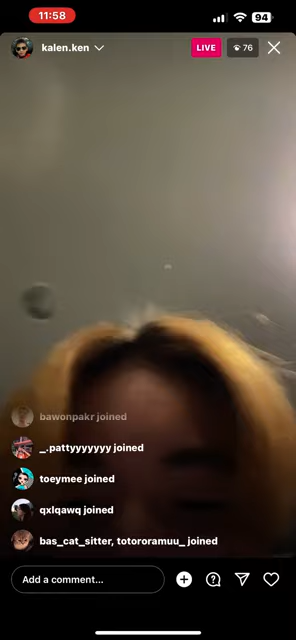 11:58
94
kalen.ken
LIVE
76
bawonpakr joined
_.pattyyyyyyy joined
toeymee joined
qxlqawq joined
bas_cat_sitter, totororamuu_ joined
Add a comment...